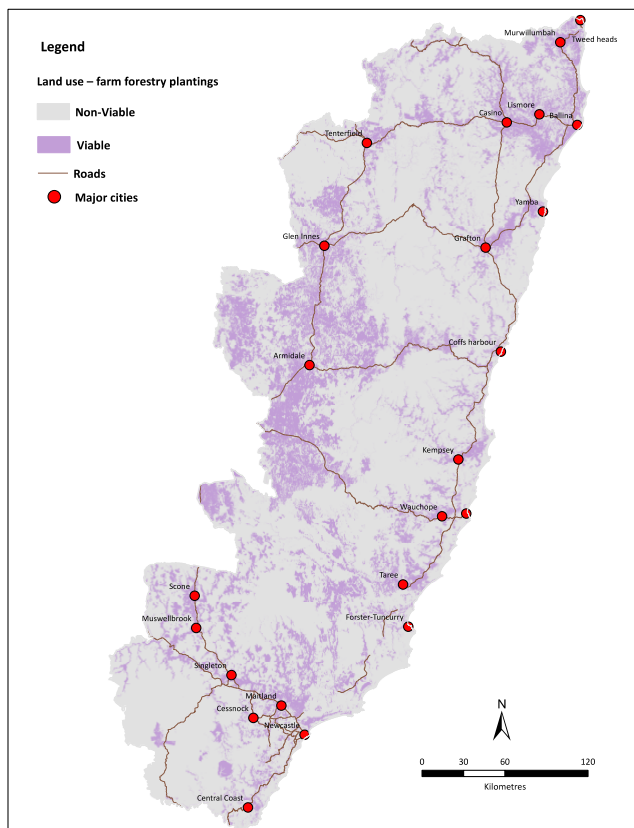 Legend
Land use – farm forestry plantings
Non-Viable
Viable
Roads
Major cities
Murwillumbah
Tweed heads
Lismore
Casino
Ballina
Tenterfield
Yamba
Glen Innes
Grafton
Coffs harbour
Armidale
Kempsey
Wauchope
Taree
Scone
Forster-Tuncurry
Muswellbrook
Singleton
Maitland
Cessnock
Newcastle
Central Coast
N
0 60 120
Kilometres